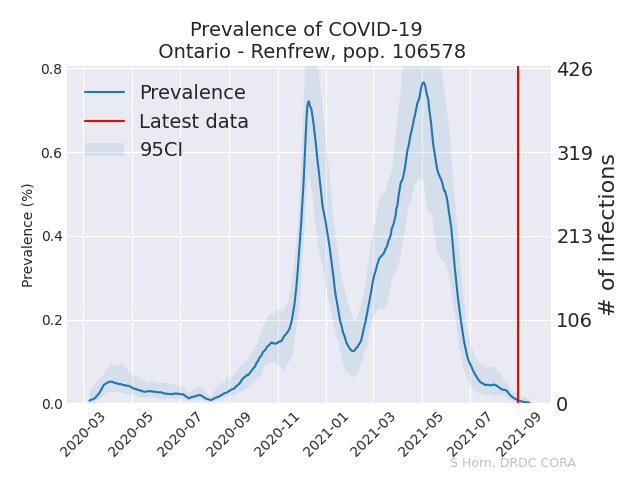 Prevalence of COVID-19
Ontario - Renfrew, pop. 106578
Prevalence (%)
0.8
0.6
0.4
0.2
0.0
Prevalence
Latest data
95CI
426
319
213
106
0
# of infections
2020-03
2020-05
2020-07
2020-09
2020-11
2021-01
2021-03
2021-05
2021-07
2021-09
S Horn, DRDC CORA